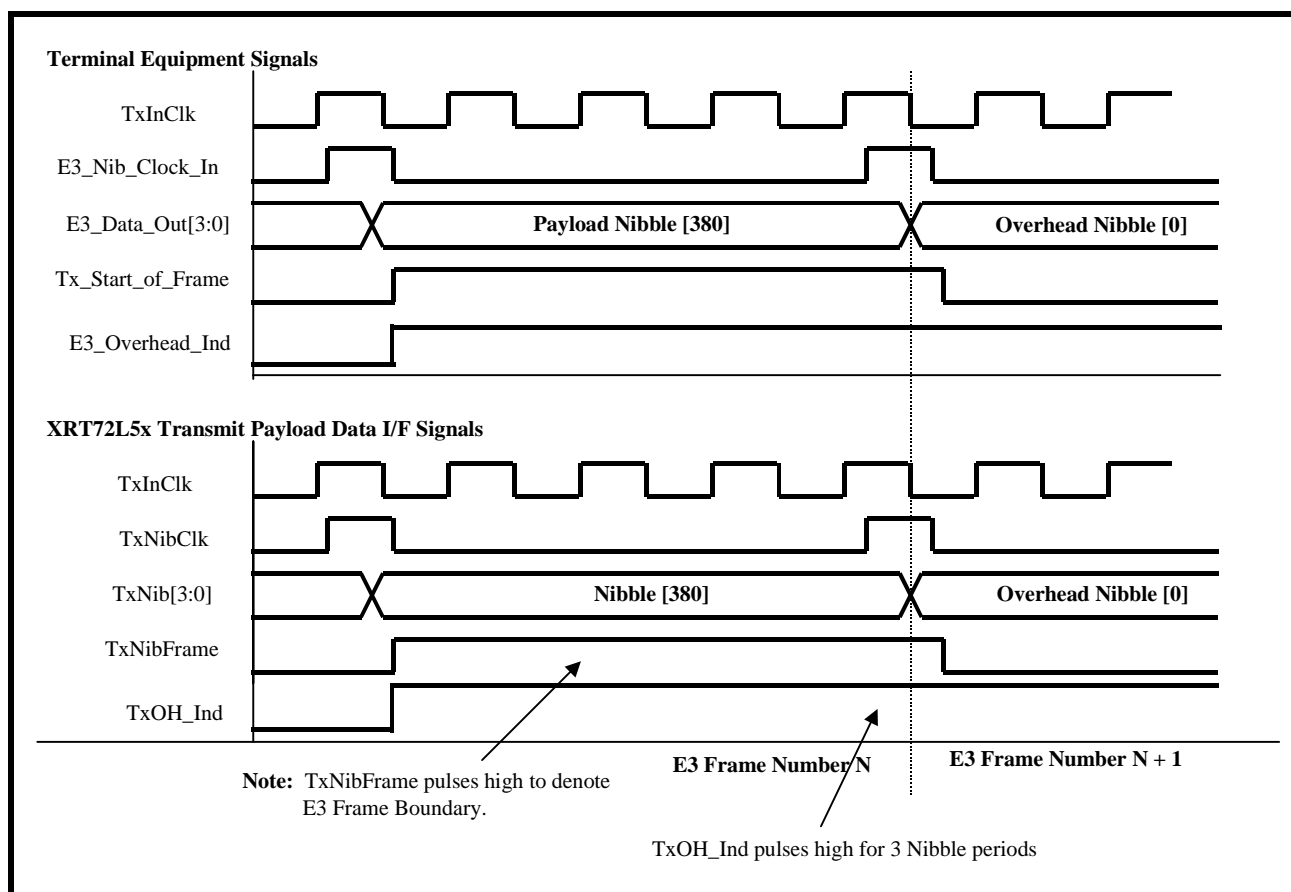 Terminal Equipment Signals
TxInClk
E3_Nib_Clock_In
E3_Data_Out[3:0]
Payload Nibble [380]
Overhead Nibble [0]
Tx_Start_of_Frame
E3_Overhead_Ind
XRT72L5x Transmit Payload Data I/F Signals
TxInClk
TxNibClk
TxNib[3:0]
Nibble [380]
Overhead Nibble [0]
TxNibFrame
TxOH_Ind
E3 Frame Number N
E3 Frame Number N + 1
Note: TxNibFrame pulses high to denote
E3 Frame Boundary.
TxOH_Ind pulses high for 3 Nibble periods